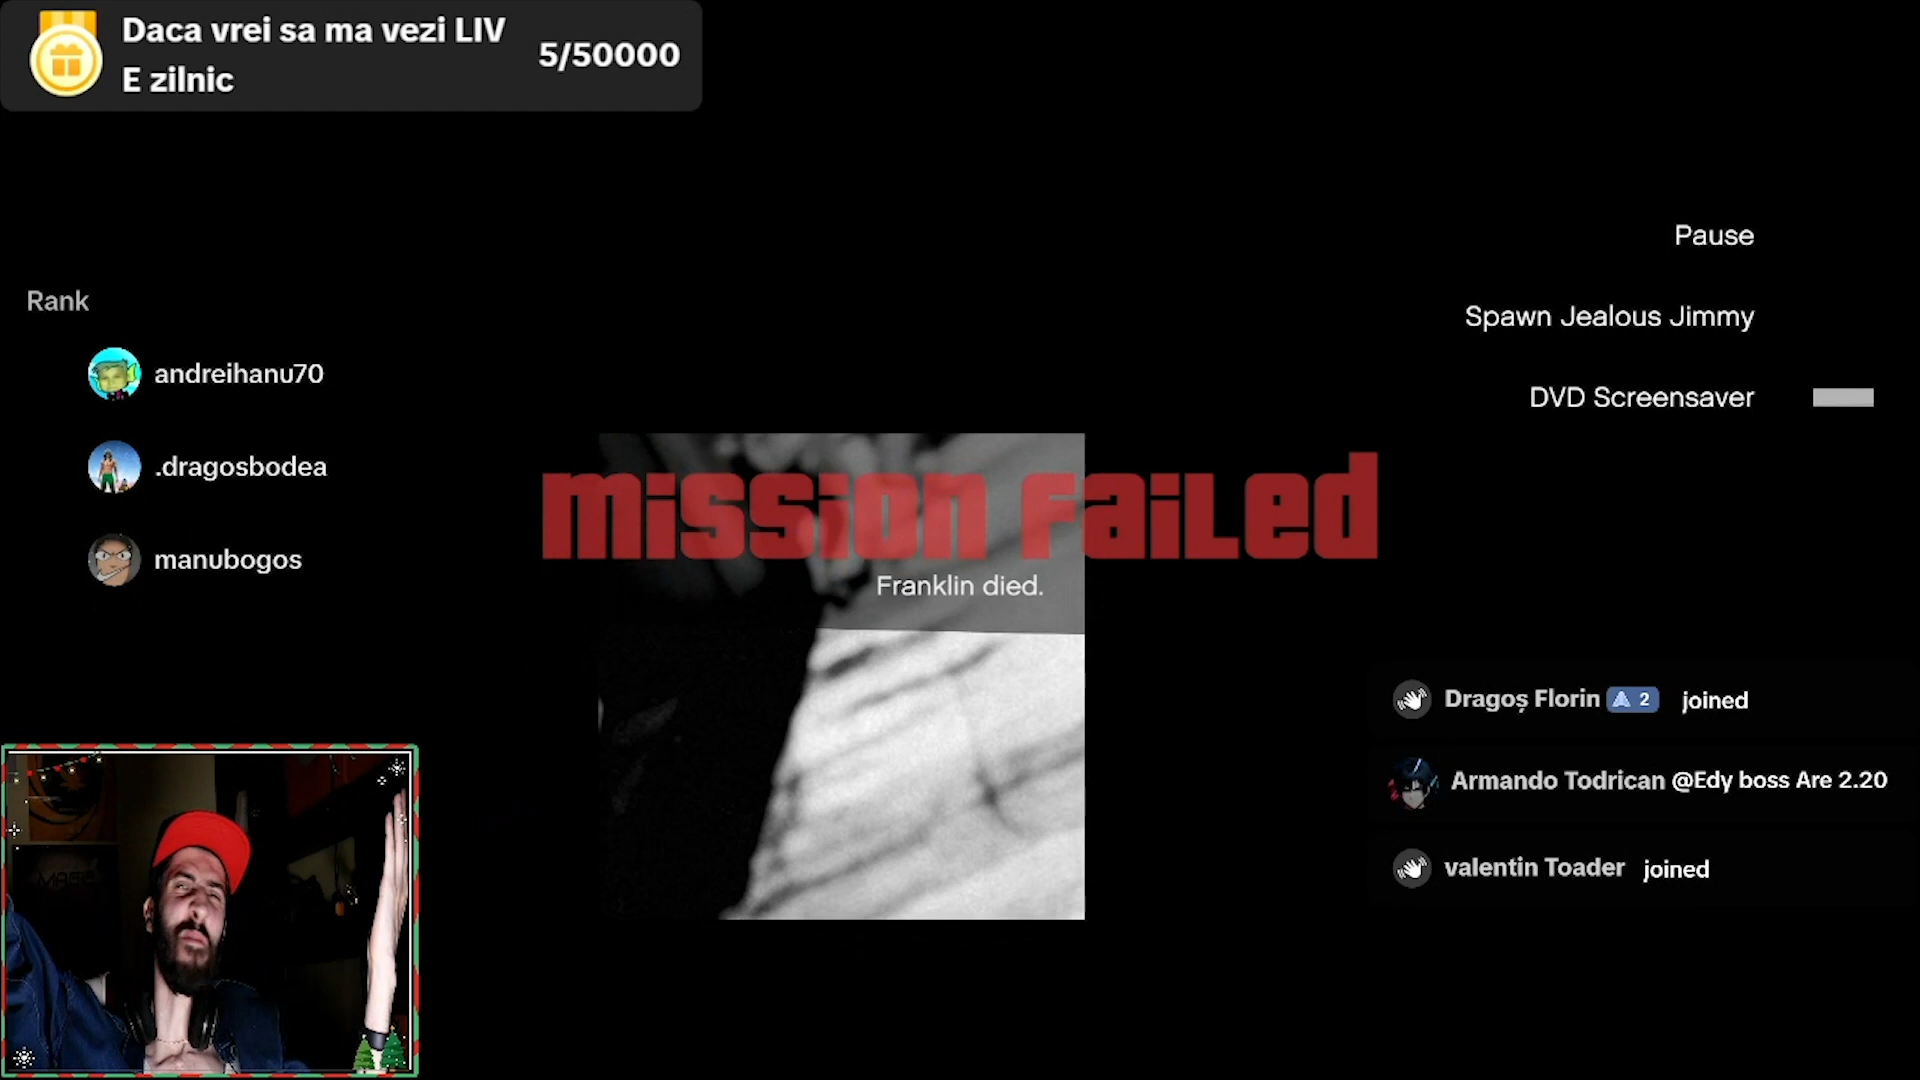 Daca vrei sa ma vezi LIV
E zilnic
5/50000
Pause
Spawn Jealous Jimmy
DVD Screensaver
Rank
andreihanu70
.dragosbodea
manubogos
mission failed
Franklin died.
Dragoș Florin 2 joined
Armando Todrican @Edy boss Are 2.20
valentin Toader joined